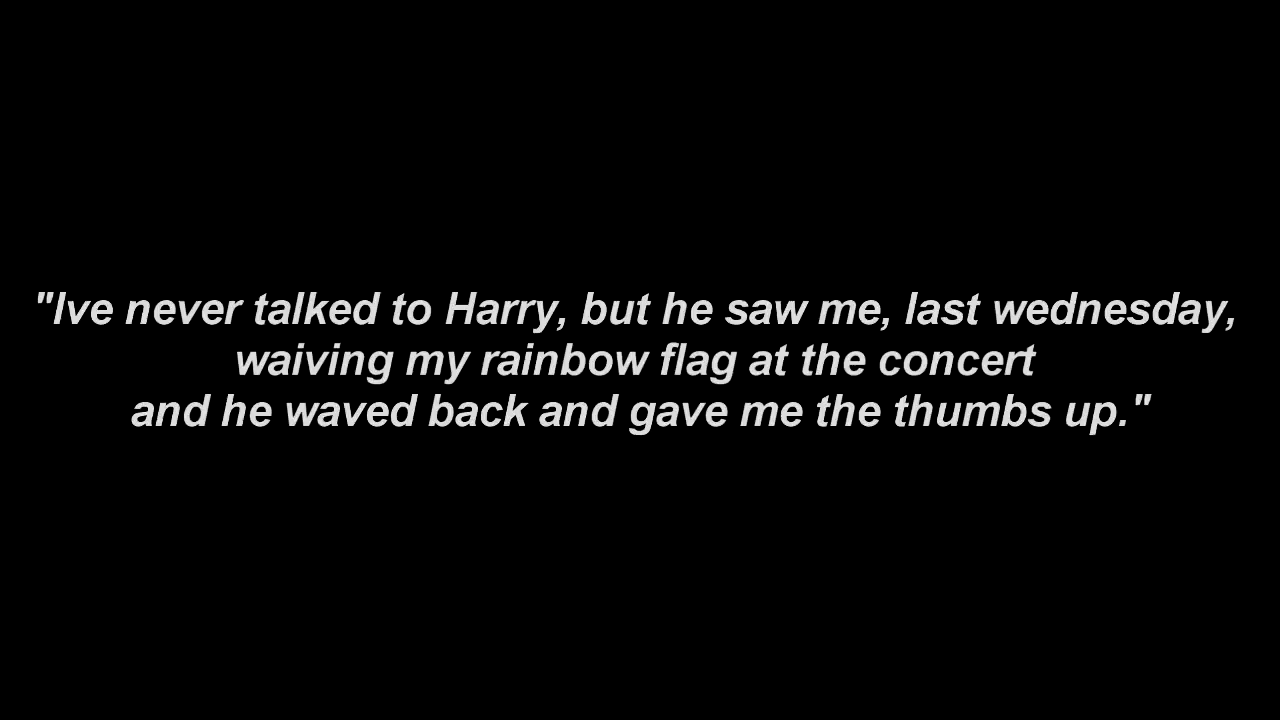 "Ive never talked to Harry, but he saw me, last wednesday,
waiving my rainbow flag at the concert
and he waved back and gave me the thumbs up."